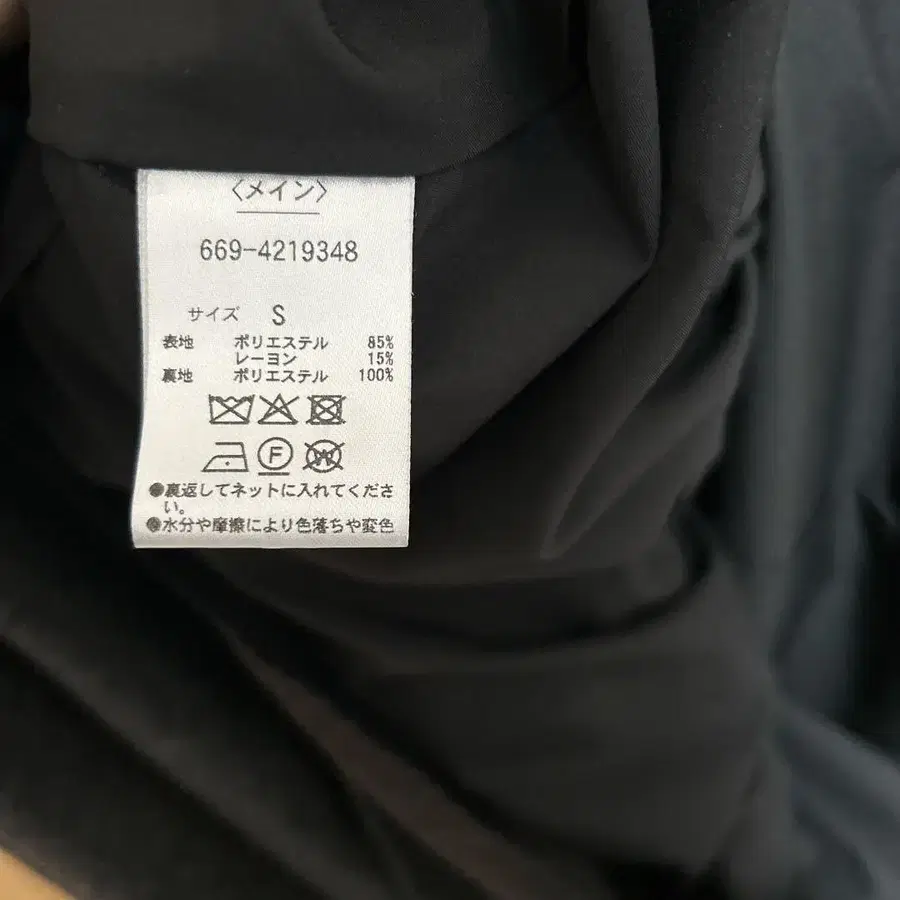 〈メイン〉
669-4219348
サイズ S
表地 ポリエステル 85%
レーヨン 15%
裏地 ポリエステル 100%
F W
●裏返してネットに入れてくださ
い。
●水分や摩擦により色落ちや変色